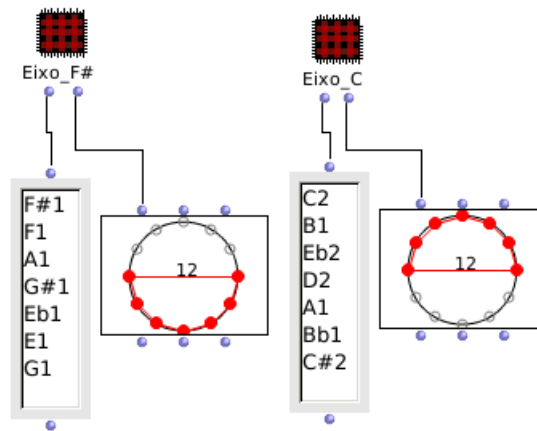 Eixo_F#
Eixo_C
F#1
F1
A1
G#1
Eb1
E1
G1
12
C2
B1
Eb2
D2
A1
Bb1
C#2
12